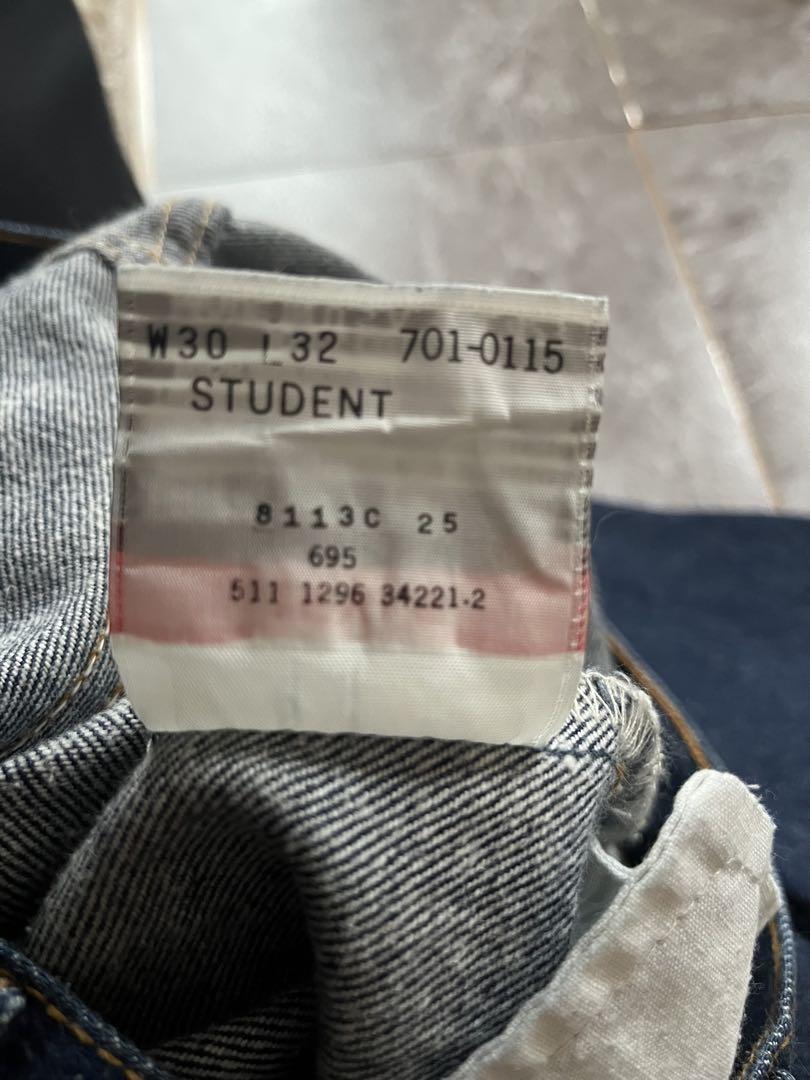 W30 L32 701-0115
STUDENT
8113C 25
695
511 1296 34221-2